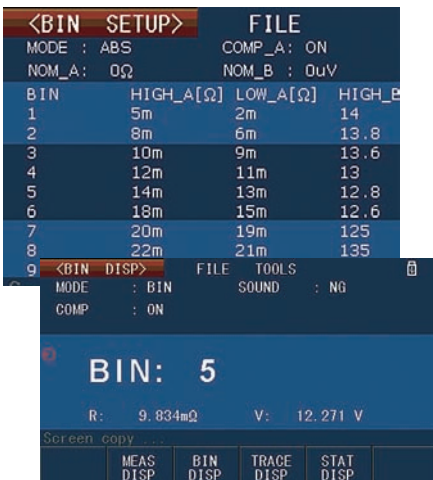 <BIN SETUP> FILE
MODE : ABS COMP_A: ON
NOM_A: 0Ω NOM_B : 0uV
BIN HIGH_A[Ω] LOW_A[Ω] HIGH_B
1 5m 2m 14
2 8m 6m 13.8
3 10m 9m 13.6
4 12m 11m 13
5 14m 13m 12.8
6 18m 15m 12.6
7 20m 19m 125
8 22m 21m 135
9
<BIN DISP> FILE TOOLS
MODE : BIN SOUND : NG
COMP : ON
BIN: 5
R: 9.834mΩ V: 12.271 V
Screen copy ...
MEAS DISP BIN DISP TRACE DISP STAT DISP